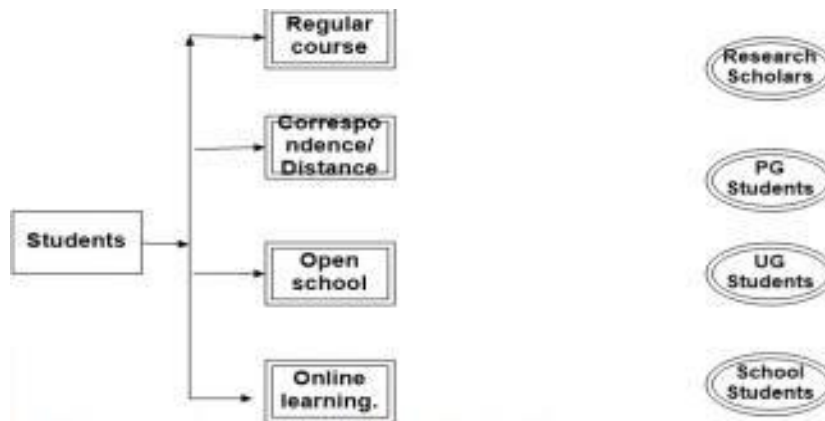 Regular
course
Correspo
ndence/
Distance
Students
Open
school
Online
learning.
Research
Scholars
PG
Students
UG
Students
School
Students